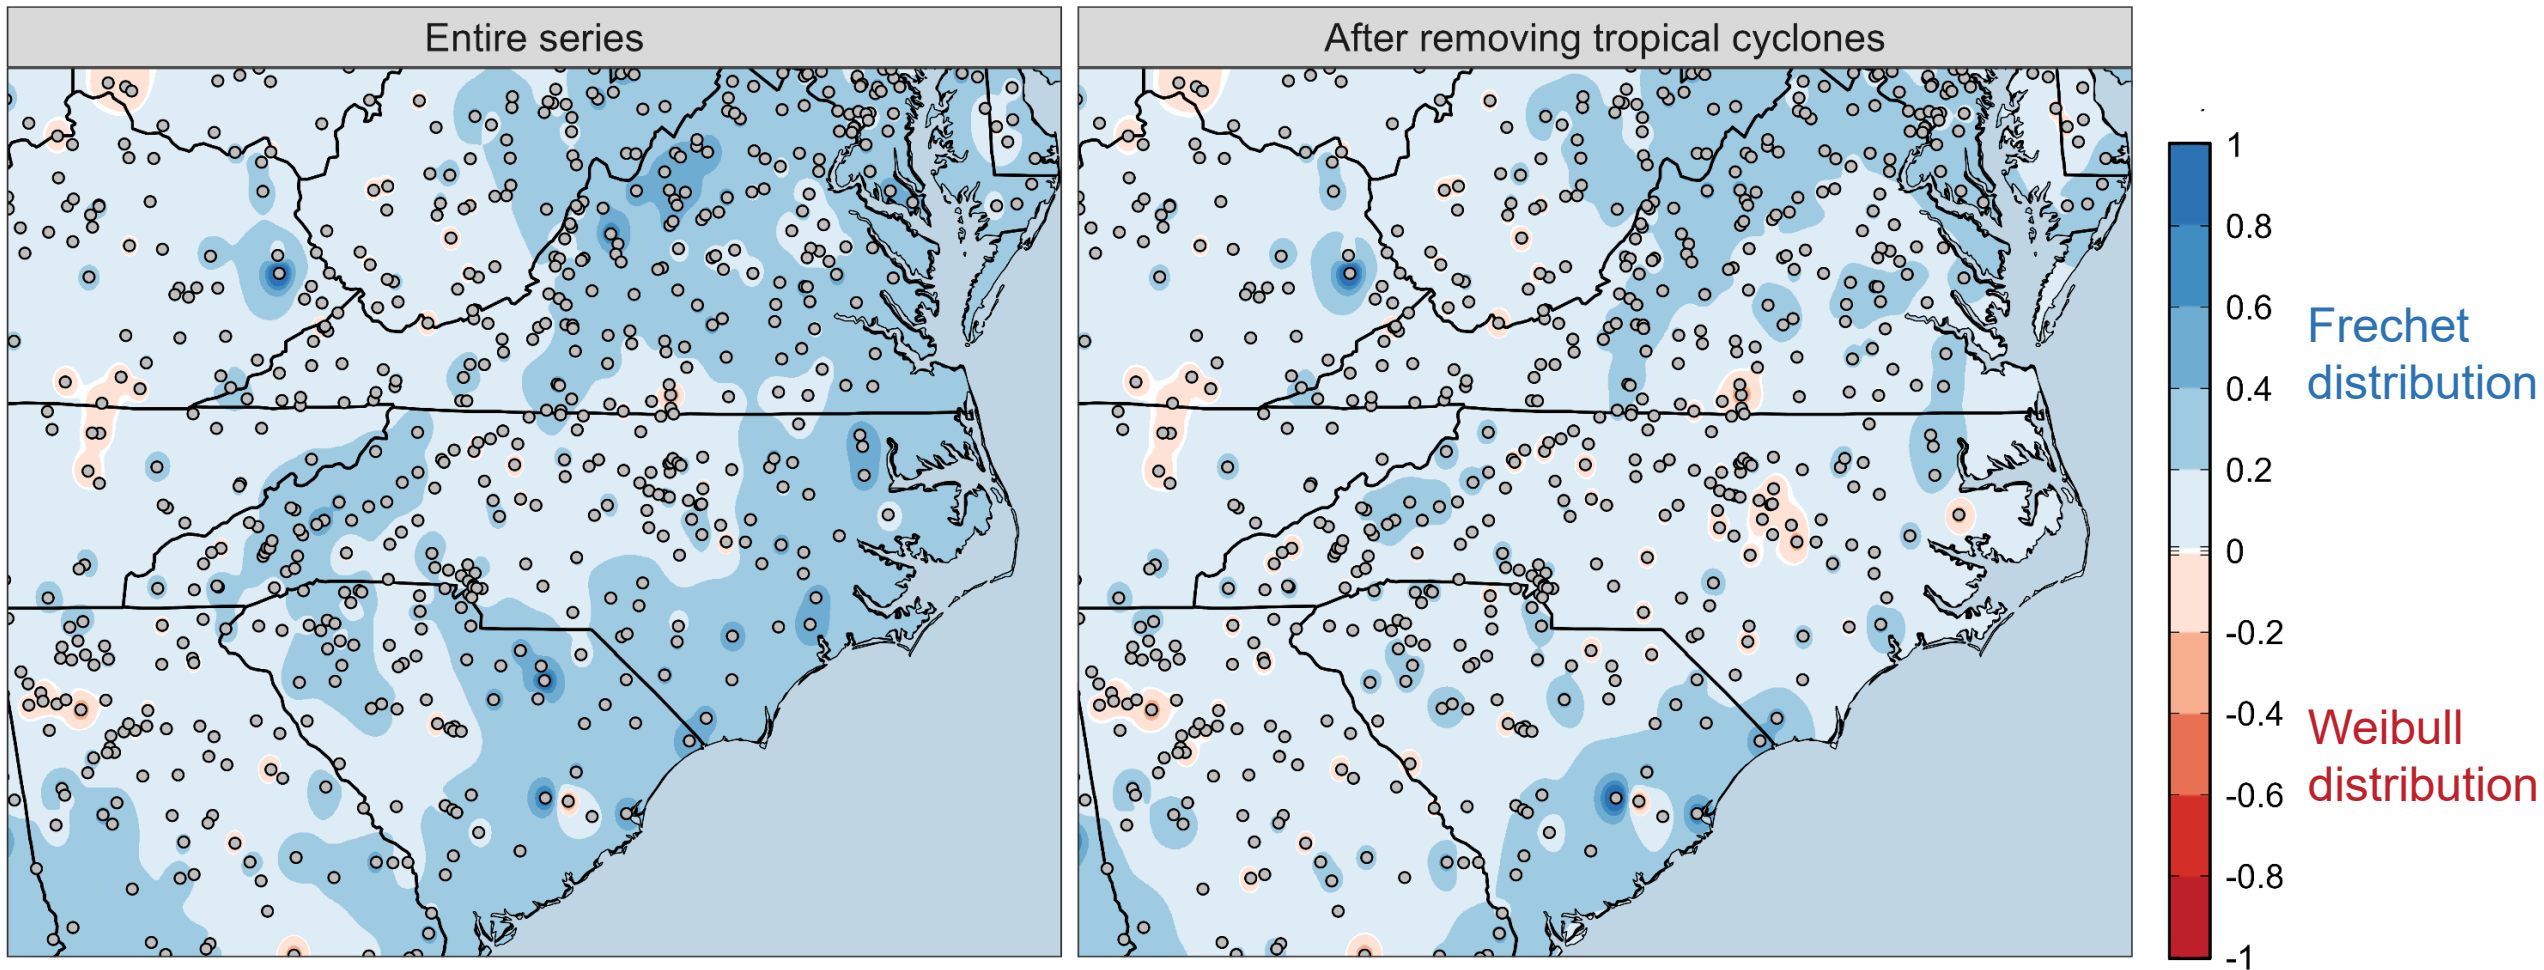 Entire series
After removing tropical cyclones
1
0.8
0.6
0.4
0.2
0
-0.2
-0.4
-0.6
-0.8
-1
Frechet
distribution
Weibull
distribution